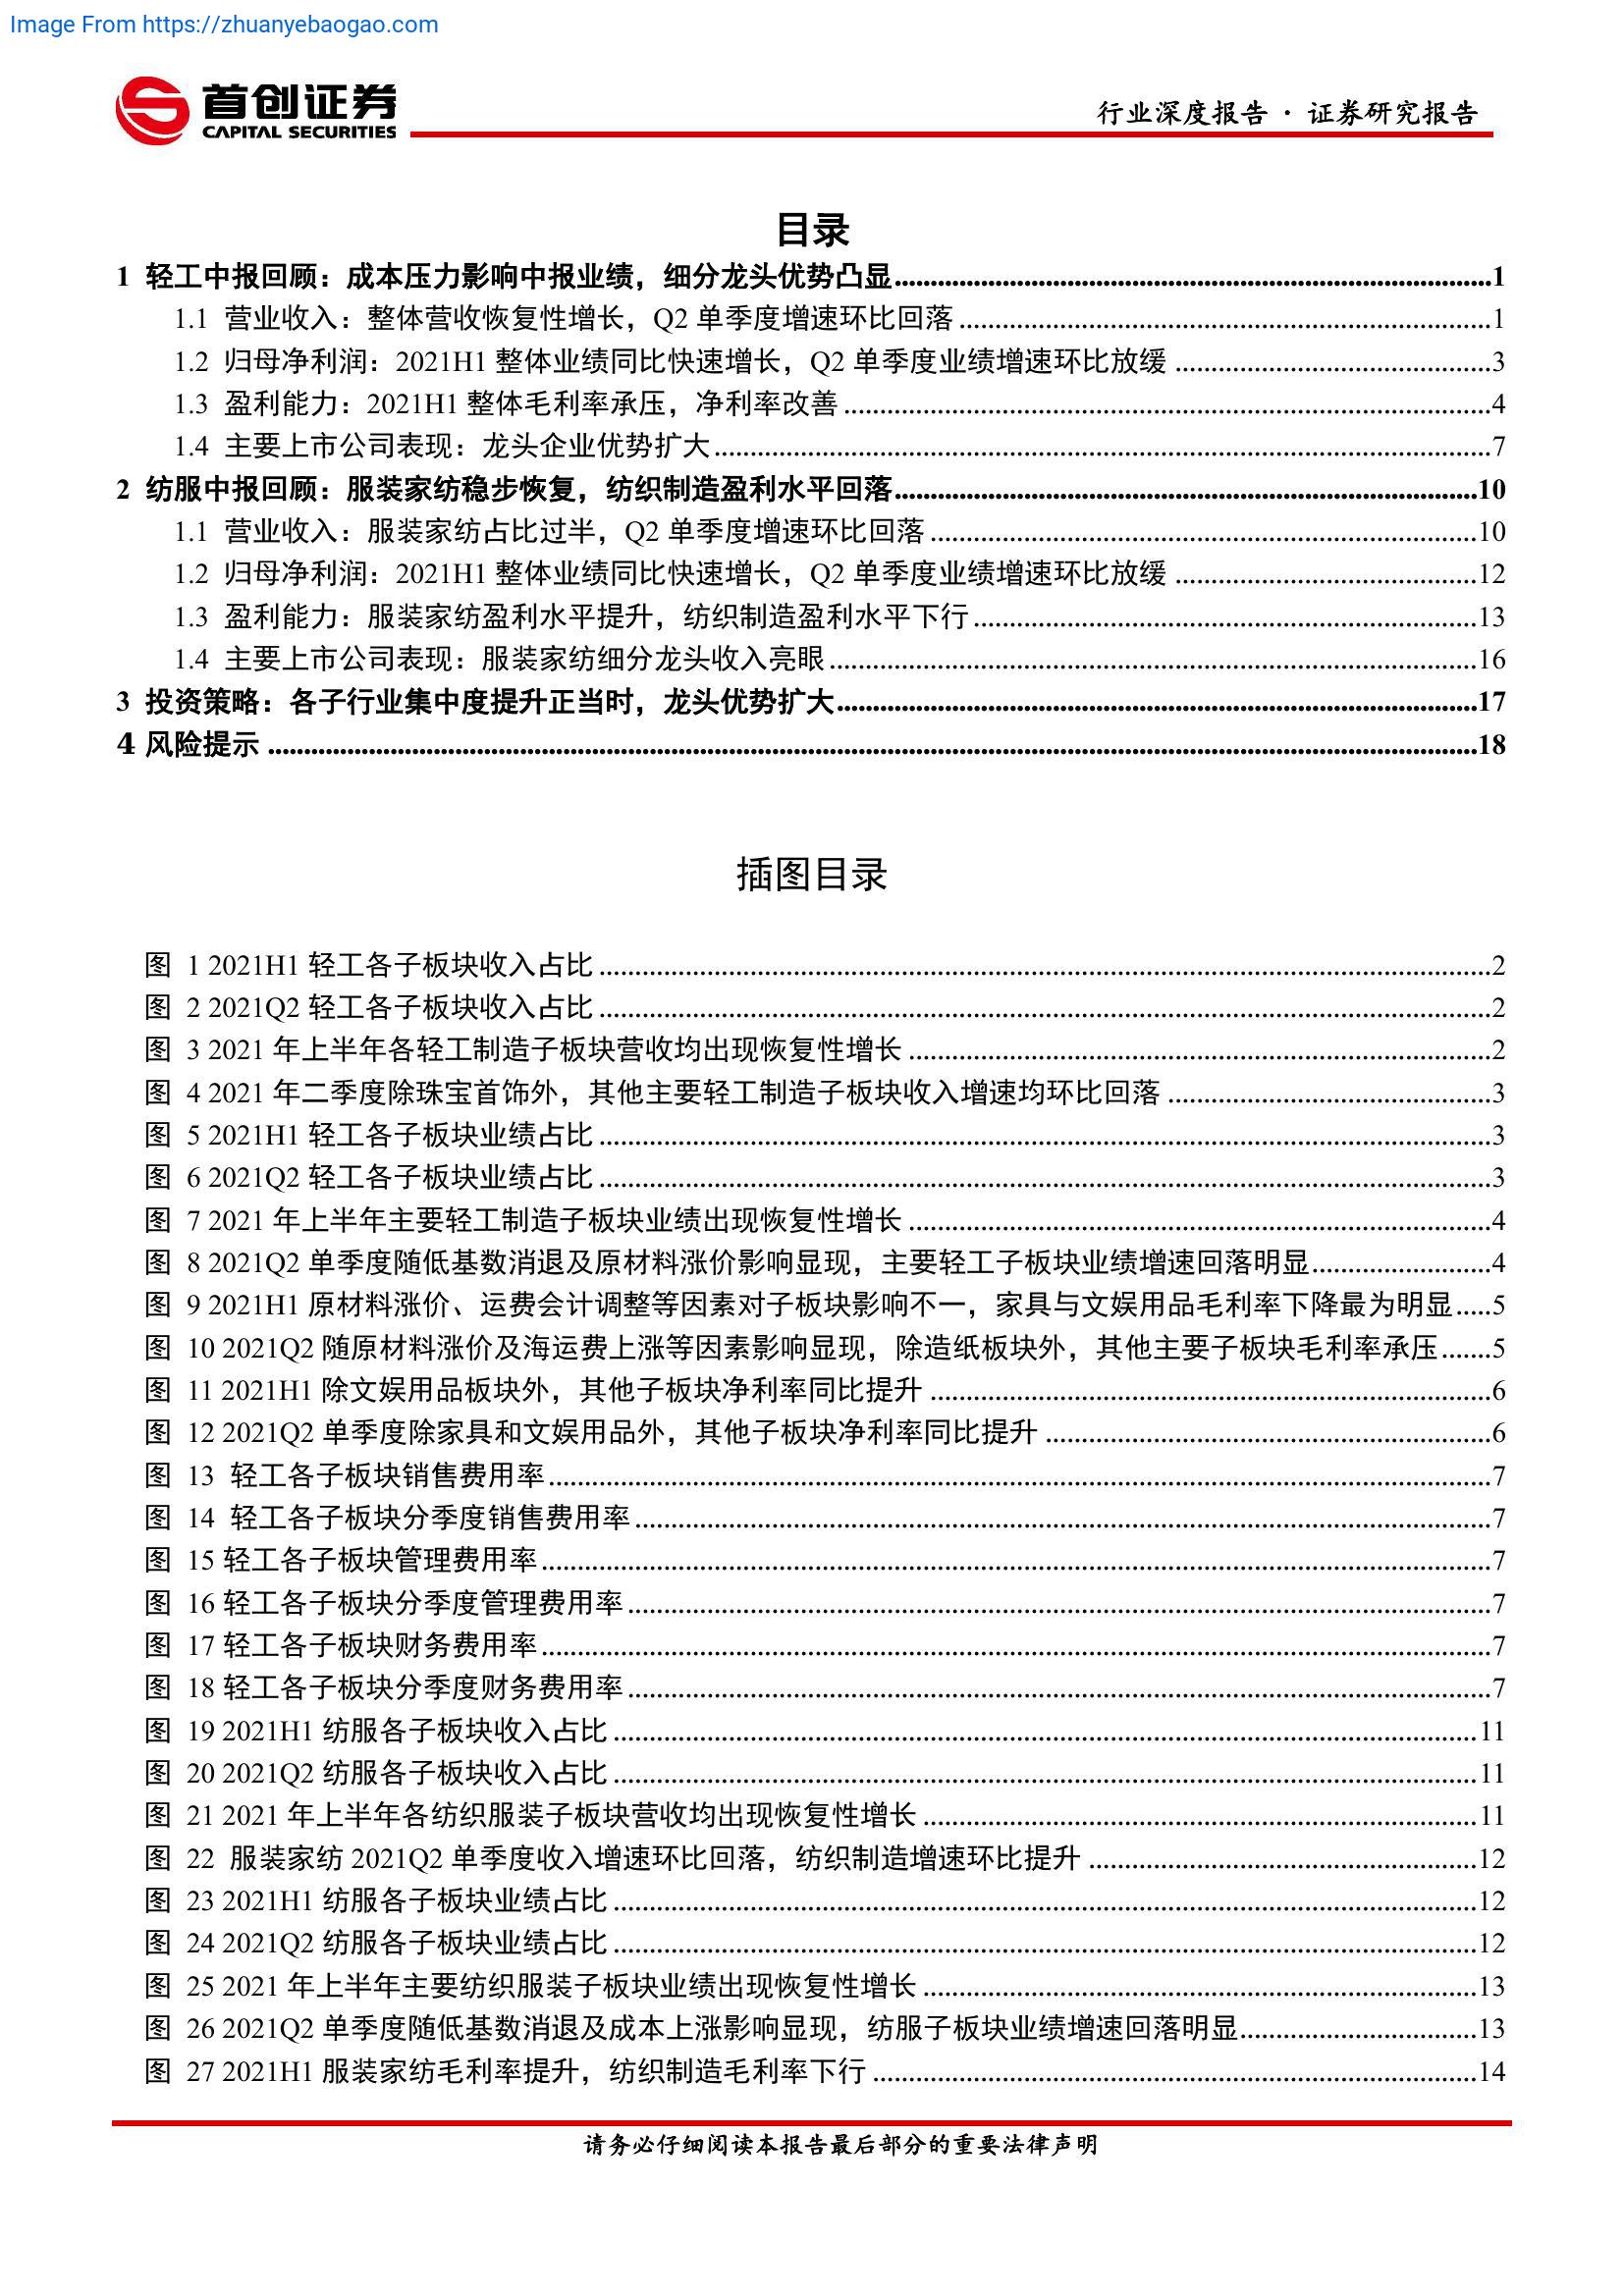 Image From https://zhuanyebaogao.com
首创证券
CAPITAL SECURITIES
行业深度报告 · 证券研究报告
目录
1 轻工中报回顾：成本压力影响中报业绩，细分龙头优势凸显 1
1.1 营业收入：整体营收恢复性增长，Q2 单季度增速环比回落 1
1.2 归母净利润：2021H1 整体业绩同比快速增长，Q2 单季度业绩增速环比放缓 3
1.3 盈利能力：2021H1 整体毛利率承压，净利率改善 4
1.4 主要上市公司表现：龙头企业优势扩大 7
2 纺服中报回顾：服装家纺稳步恢复，纺织制造盈利水平回落 10
1.1 营业收入：服装家纺占比过半，Q2 单季度增速环比回落 10
1.2 归母净利润：2021H1 整体业绩同比快速增长，Q2 单季度业绩增速环比放缓 12
1.3 盈利能力：服装家纺盈利水平提升，纺织制造盈利水平下行 13
1.4 主要上市公司表现：服装家纺细分龙头收入亮眼 16
3 投资策略：各子行业集中度提升正当时，龙头优势扩大 17
4 风险提示 18
插图目录
图 1 2021H1 轻工各子板块收入占比 2
图 2 2021Q2 轻工各子板块收入占比 2
图 3 2021 年上半年各轻工制造子板块营收均出现恢复性增长 2
图 4 2021 年二季度除珠宝首饰外，其他主要轻工制造子板块收入增速均环比回落 3
图 5 2021H1 轻工各子板块业绩占比 3
图 6 2021Q2 轻工各子板块业绩占比 3
图 7 2021 年上半年主要轻工制造子板块业绩出现恢复性增长 4
图 8 2021Q2 单季度随低基数消退及原材料涨价影响显现，主要轻工子板块业绩增速回落明显 4
图 9 2021H1 原材料涨价、运费会计调整等因素对子板块影响不一，家具与文娱用品毛利率下降最为明显 5
图 10 2021Q2 随原材料涨价及海运费上涨等因素影响显现，除造纸板块外，其他主要子板块毛利率承压 5
图 11 2021H1 除文娱用品板块外，其他子板块净利率同比提升 6
图 12 2021Q2 单季度除家具和文娱用品外，其他子板块净利率同比提升 6
图 13 轻工各子板块销售费用率 7
图 14 轻工各子板块分季度销售费用率 7
图 15 轻工各子板块管理费用率 7
图 16 轻工各子板块分季度管理费用率 7
图 17 轻工各子板块财务费用率 7
图 18 轻工各子板块分季度财务费用率 7
图 19 2021H1 纺服各子板块收入占比 11
图 20 2021Q2 纺服各子板块收入占比 11
图 21 2021 年上半年各纺织服装子板块营收均出现恢复性增长 11
图 22 服装家纺 2021Q2 单季度收入增速环比回落，纺织制造增速环比提升 12
图 23 2021H1 纺服各子板块业绩占比 12
图 24 2021Q2 纺服各子板块业绩占比 12
图 25 2021 年上半年主要纺织服装子板块业绩出现恢复性增长 13
图 26 2021Q2 单季度随低基数消退及成本上涨影响显现，纺服子板块业绩增速回落明显 13
图 27 2021H1 服装家纺毛利率提升，纺织制造毛利率下行 14
请务必仔细阅读本报告最后部分的重要法律声明